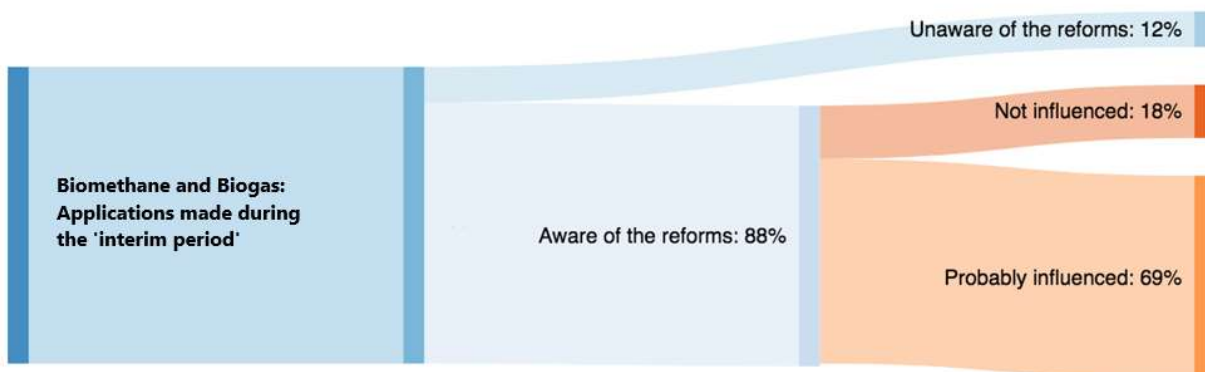 Unaware of the reforms: 12%
Not influenced: 18%
Biomethane and Biogas:
Applications made during
the 'interim period'
Aware of the reforms: 88%
Probably influenced: 69%